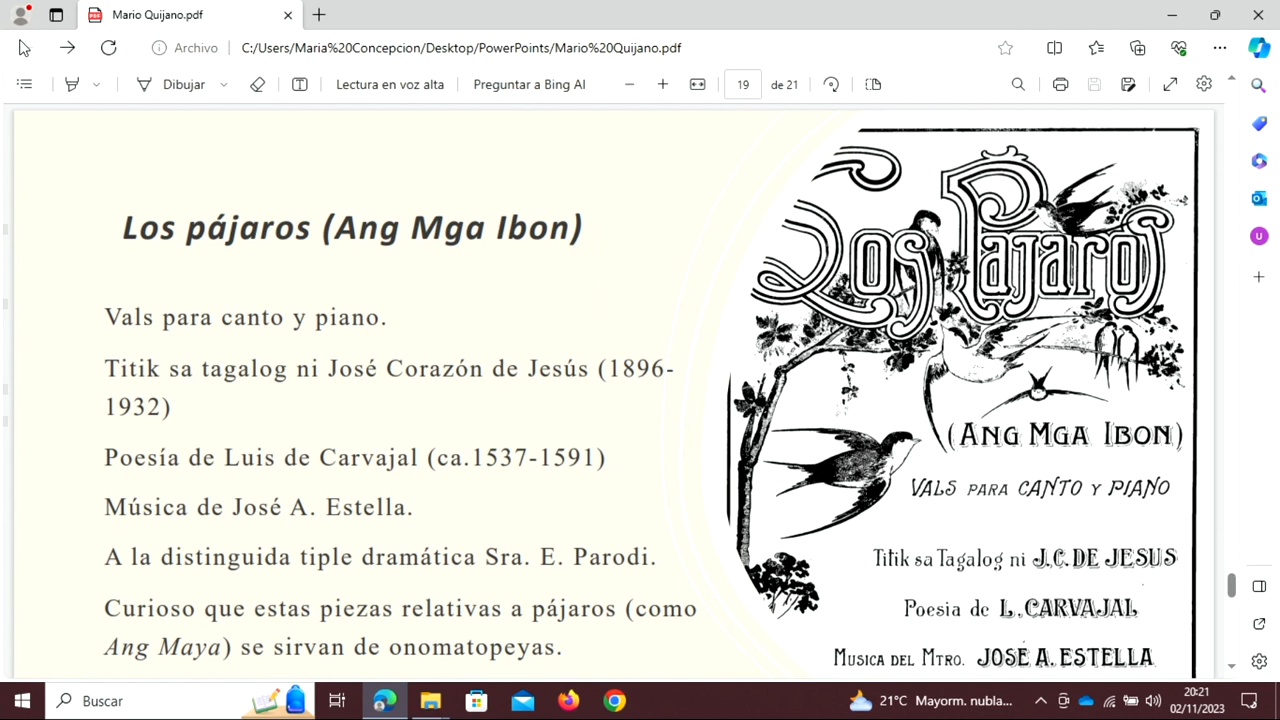 Mario Quijano.pdf
Archivo
C:/Users/Maria%20Concepcion/Desktop/PowerPoints/Mario%20Quijano.pdf
Dibujar
Lectura en voz alta
Preguntar a Bing AI
19
de 21
Los pájaros (Ang Mga Ibon)
Vals para canto y piano.
Titik sa tagalog ni José Corazón de Jesús (1896-
1932)
Poesía de Luis de Carvajal (ca.1537-1591)
Música de José A. Estella.
A la distinguida tiple dramática Sra. E. Parodi.
Curioso que estas piezas relativas a pájaros (como
Ang Maya) se sirvan de onomatopeyas.
Los Pájaros
(ANG MGA IBON)
VALS PARA CANTO Y PIANO
Titik sa Tagalog ni J.C. DE JESUS
Poesia de L. CARVAJAL
MUSICA DEL MTRO. JOSÉ A. ESTELLA
U
Buscar
21°C Mayorm. nubla...
20:21
02/11/2023